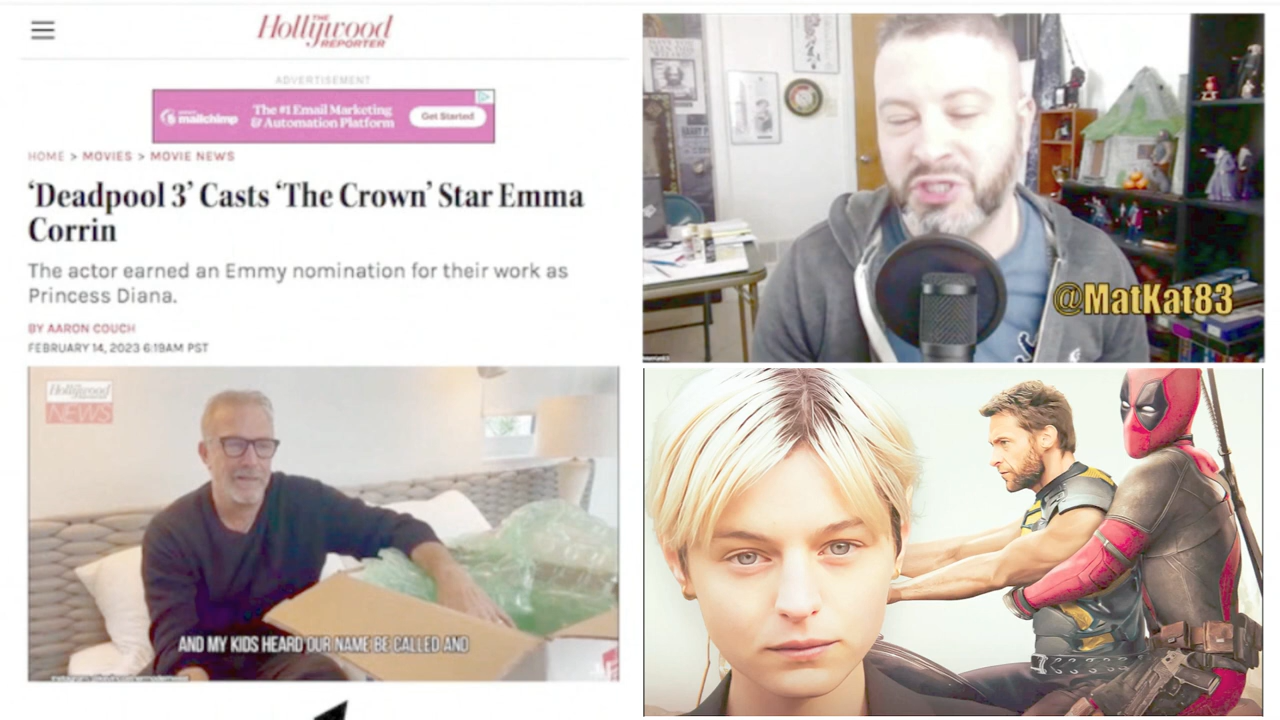 THE
Hollywood
REPORTER
ADVERTISEMENT
mailchimp
The #1 Email Marketing
& Automation Platform
Get Started
HOME > MOVIES > MOVIE NEWS
‘Deadpool 3’ Casts ‘The Crown’ Star Emma
Corrin
The actor earned an Emmy nomination for their work as
Princess Diana.
BY AARON COUCH
FEBRUARY 14, 2023 6:19AM PST
Hollywood
NEWS
AND MY KIDS HEARD OUR NAME BE CALLED AND
@MatKat83